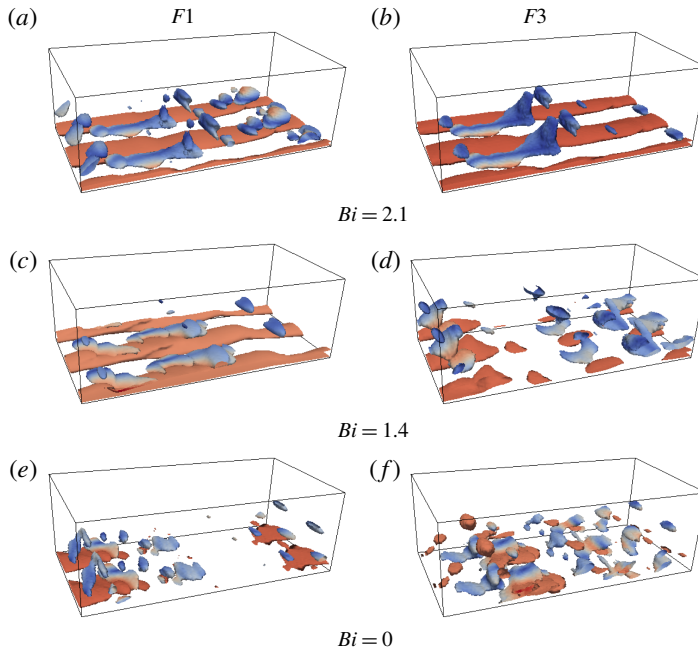 (a) F1 (b) F3
Bi = 2.1
(c) (d)
Bi = 1.4
(e) (f)
Bi = 0